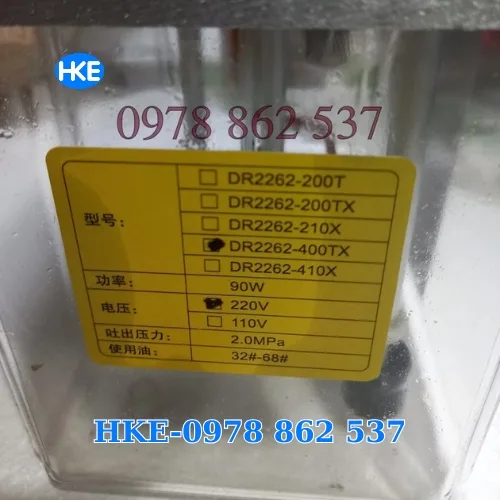 HKE
0978 862 537
型号:
DR2262-200T
DR2262-200TX
DR2262-210X
DR2262-400TX
DR2262-410X
功率:
90W
电压:
220V
110V
吐出压力:
2.0MPa
使用油:
32#-68#
HKE-0978 862 537